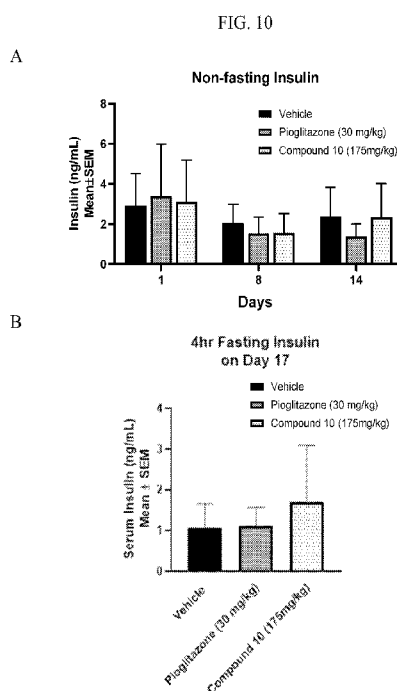 FIG. 10
A
Non-fasting Insulin
Vehicle
Pioglitazone (30 mg/kg)
Compound 10 (175mg/kg)
Insulin (ng/mL)
Mean±SEM
8
6
4
2
0
1
8
14
Days
B
4hr Fasting Insulin
on Day 17
Vehicle
Pioglitazone (30 mg/kg)
Compound 10 (175mg/kg)
Serum Insulin (ng/mL)
Mean ± SEM
4
3
2
1
0
Vehicle
Pioglitazone (30 mg/kg)
Compound 10 (175mg/kg)